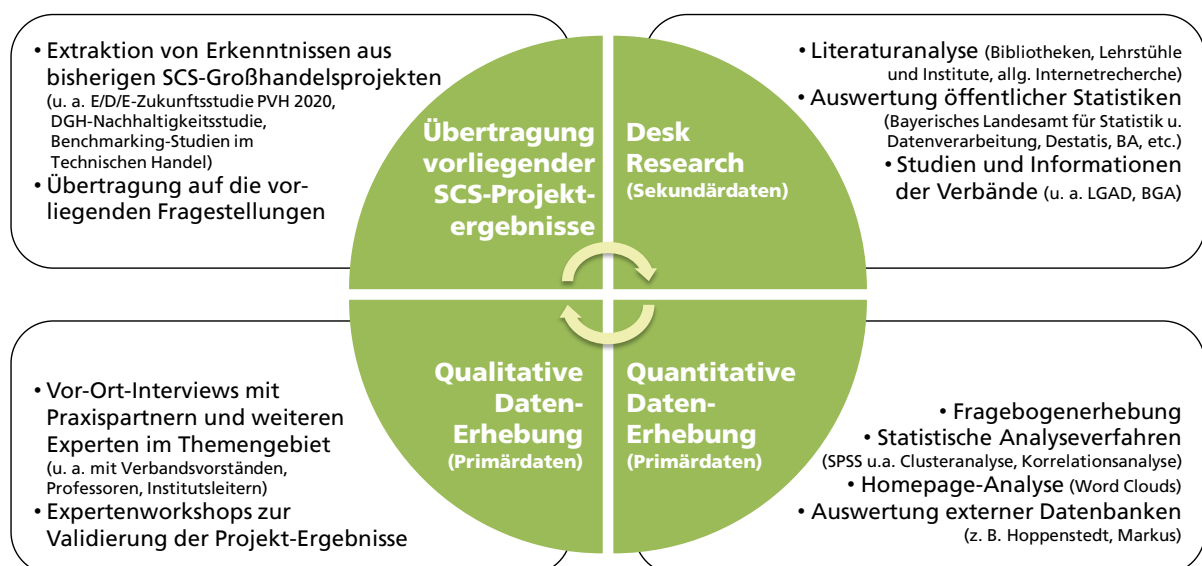 • Extraktion von Erkenntnissen aus
bisherigen SCS-Großhandelsprojekten
(u. a. E/D/E-Zukunftsstudie PVH 2020,
DGH-Nachhaltigkeitsstudie,
Benchmarking-Studien im
Technischen Handel)
• Übertragung auf die vor-
liegenden Fragestellungen
Übertragung
vorliegender
SCS-Projekt-
ergebnisse
Desk
Research
(Sekundärdaten)
• Literaturanalyse (Bibliotheken, Lehrstühle
und Institute, allg. Internetrecherche)
• Auswertung öffentlicher Statistiken
(Bayerisches Landesamt für Statistik u.
Datenverarbeitung, Destatis, BA, etc.)
• Studien und Informationen
der Verbände (u. a. LGAD, BGA)
• Vor-Ort-Interviews mit
Praxispartnern und weiteren
Experten im Themengebiet
(u. a. mit Verbandsvorständen,
Professoren, Institutsleitern)
• Expertenworkshops zur
Validierung der Projekt-Ergebnisse
Qualitative
Daten-
Erhebung
(Primärdaten)
Quantitative
Daten-
Erhebung
(Primärdaten)
• Fragebogenerhebung
• Statistische Analyseverfahren
(SPSS u.a. Clusteranalyse, Korrelationsanalyse)
• Homepage-Analyse (Word Clouds)
• Auswertung externer Datenbanken
(z. B. Hoppenstedt, Markus)